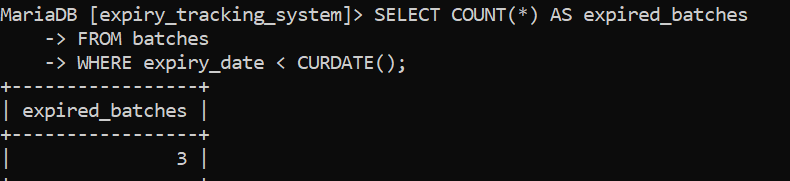 MariaDB [expiry_tracking_system]> SELECT COUNT(*) AS expired_batches
    -> FROM batches
    -> WHERE expiry_date < CURDATE();
+-----------------+
| expired_batches |
+-----------------+
|               3 |